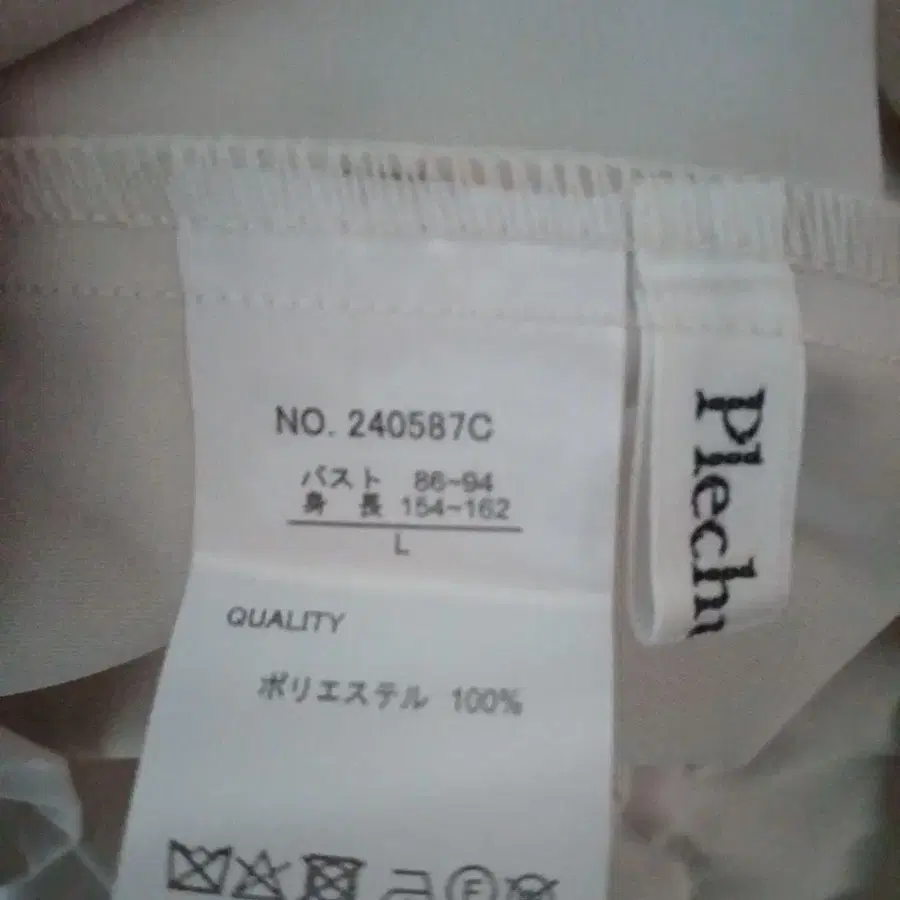 NO. 240587C
バスト 86~94
身 長 154~162
L
QUALITY
ポリエステル 100%
Plechu
F